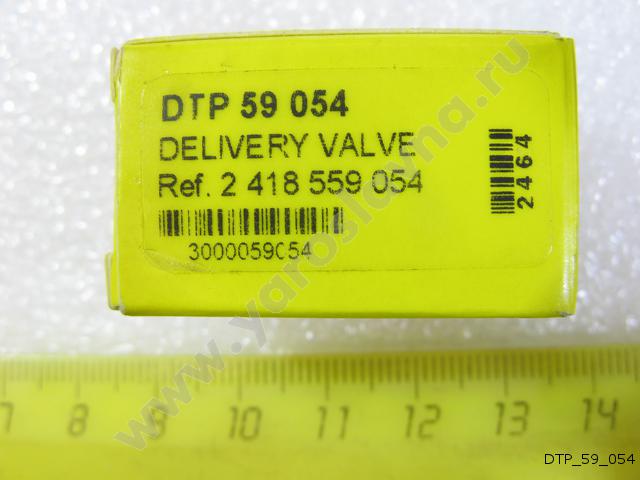 DTP 59 054
DELIVERY VALVE
Ref. 2 418 559 054
3000059054
2464
www.yaroslavna.ru
7 8 9 10 11 12 13 14
DTP_59_054